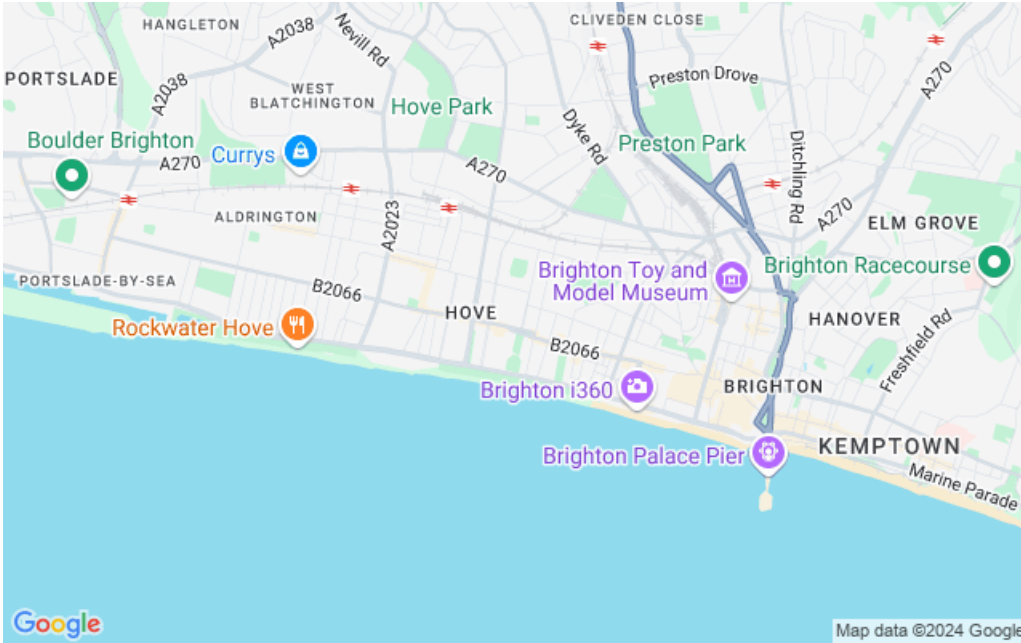 HANGLETON
A2038
Nevill Rd
CLIVEDEN CLOSE
PORTSLADE
A2038
WEST
BLATCHINGTON
Hove Park
Preston Drove
A270
Boulder Brighton
A270
Currys
A270
Dyke Rd
Preston Park
Ditchling Rd
ALDRINGTON
A2023
A270
ELM GROVE
PORTSLADE-BY-SEA
B2066
Brighton Toy and
Model Museum
Brighton Racecourse
Rockwater Hove
HOVE
B2066
HANOVER
Freshfield Rd
Brighton i360
BRIGHTON
Brighton Palace Pier
KEMPTOWN
Marine Parade
Google
Map data ©2024 Google